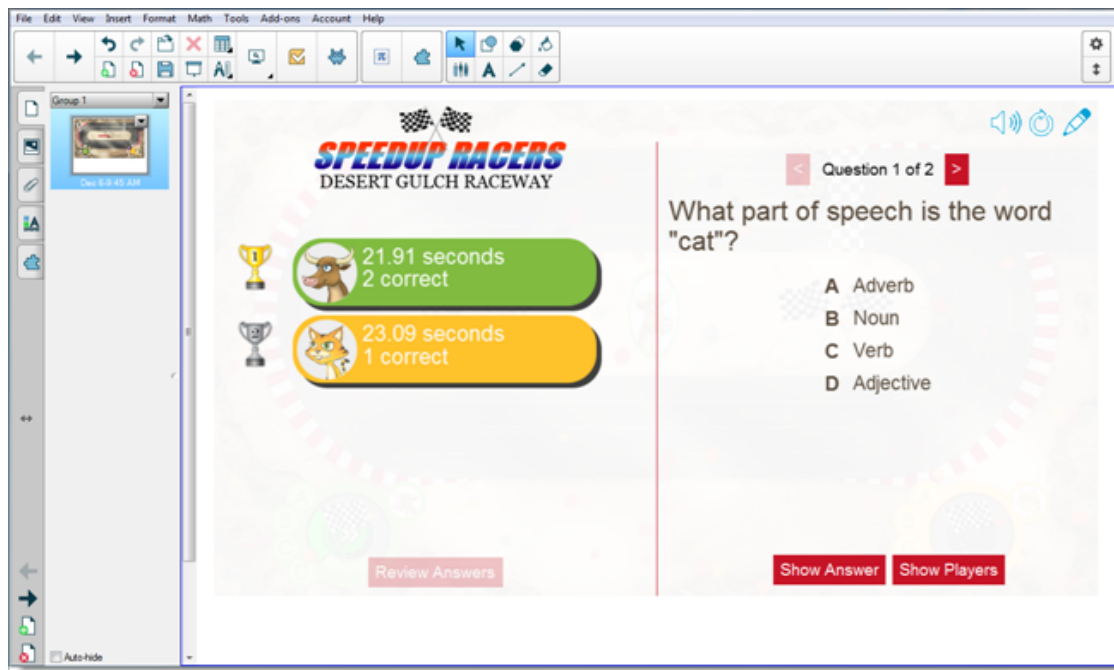 File Edit View Insert Format Math Tools Add-ons Account Help
π
A
Group 1
Dec 6-9:45 AM
SPEEDUP RACERS
DESERT GULCH RACEWAY
1
21.91 seconds
2 correct
2
23.09 seconds
1 correct
< Question 1 of 2 >
What part of speech is the word
"cat"?
A Adverb
B Noun
C Verb
D Adjective
Review Answers
Show Answer Show Players
Auto-hide